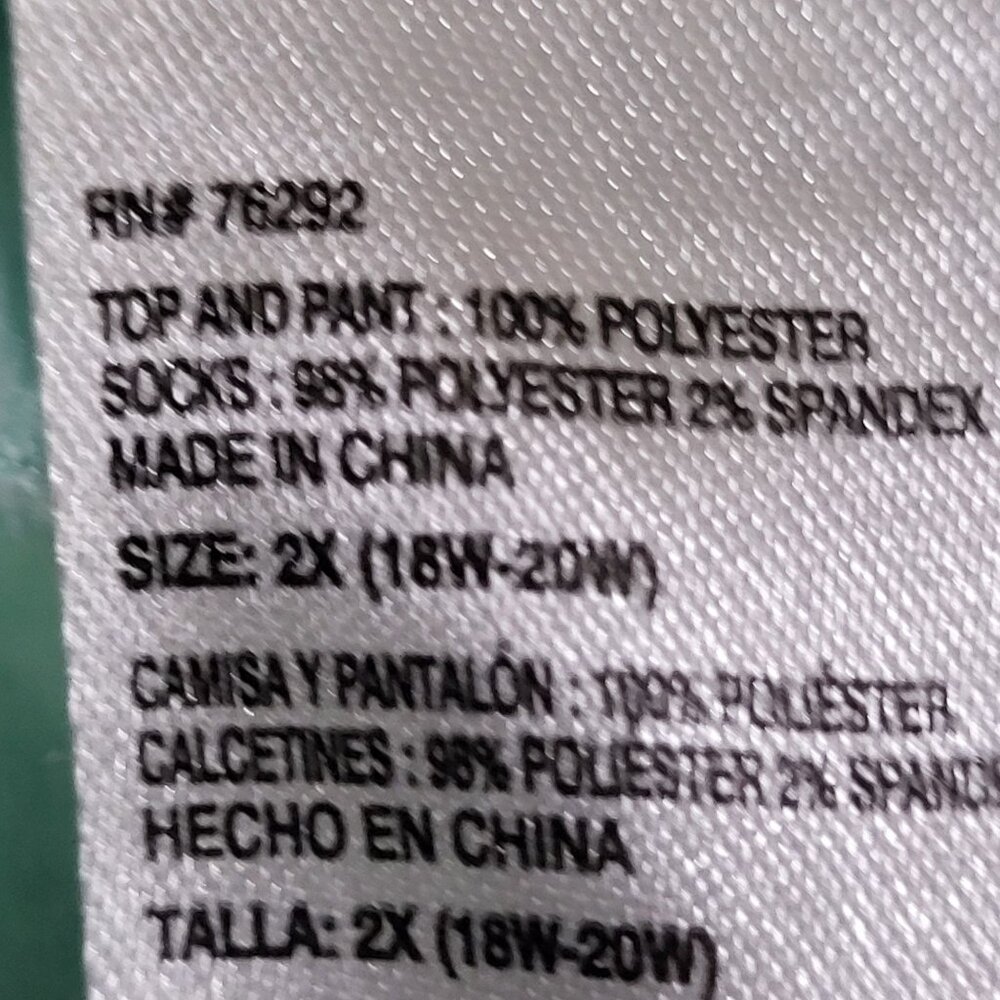 RN# 76292
TOP AND PANT : 100% POLYESTER
SOCKS : 98% POLYESTER 2% SPANDEX
MADE IN CHINA
SIZE: 2X (18W-20W)
CAMISA Y PANTALÓN : 100% POLIÉSTER
CALCETINES : 98% POLIÉSTER 2% SPANDE
HECHO EN CHINA
TALLA: 2X (18W-20W)